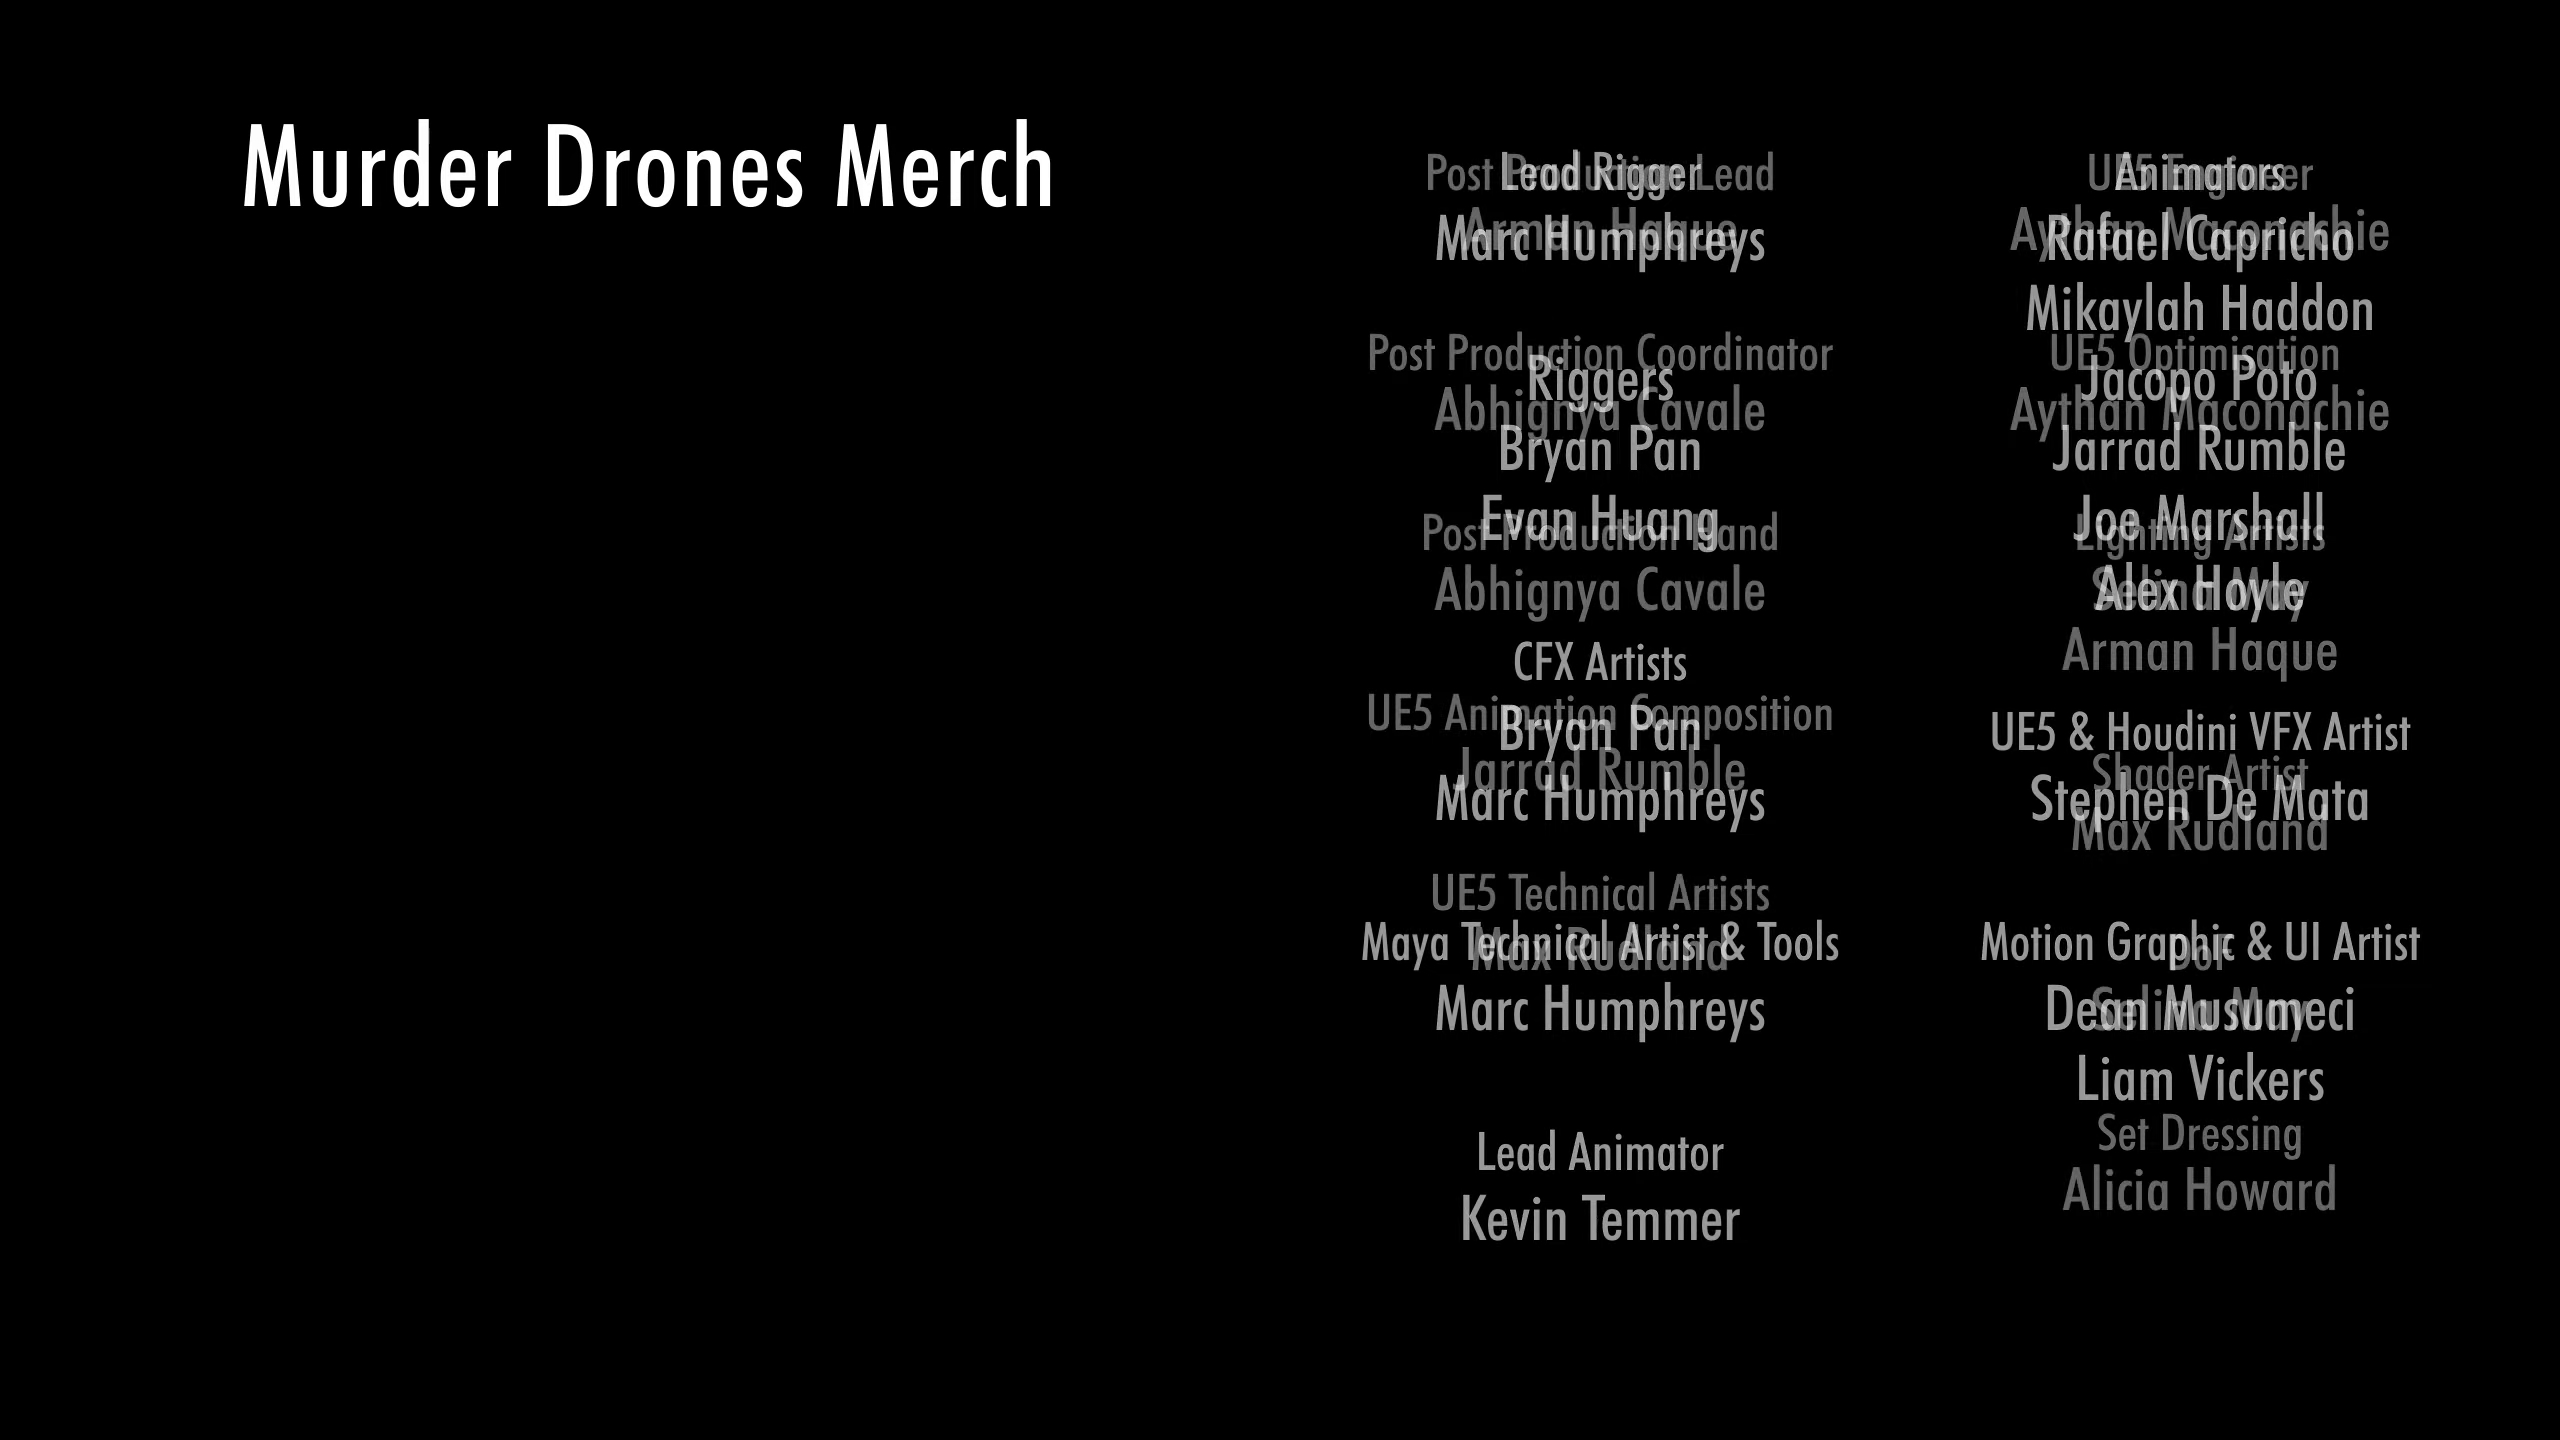 Murder Drones Merch
Lead Rigger
Marc Humphreys
Riggers
Bryan Pan
Evan Huang
CFX Artists
Bryan Pan
Marc Humphreys
Maya Technical Artist & Tools
Marc Humphreys
Lead Animator
Kevin Temmer
Animators
Rafael Capricho
Mikaylah Haddon
Jacopo Poto
Jarrad Rumble
Joe Marshall
Alex Hoyle
UE5 & Houdini VFX Artist
Stephen De Mata
Motion Graphic & UI Artist
Dean Musumeci
Liam Vickers
Post Production Lead
Arman Haque
Post Production Coordinator
Abhignya Cavale
Post Production Hand
Abhignya Cavale
UE5 Animation Composition
Jarrad Rumble
UE5 Technical Artists
Max Rudland
UE5 Engineer
Aythan Maconachie
UE5 Optimisation
Aythan Maconachie
Lighting Artists
Selina May
Arman Haque
Shader Artist
Max Rudland
DoF
Selina May
Set Dressing
Alicia Howard